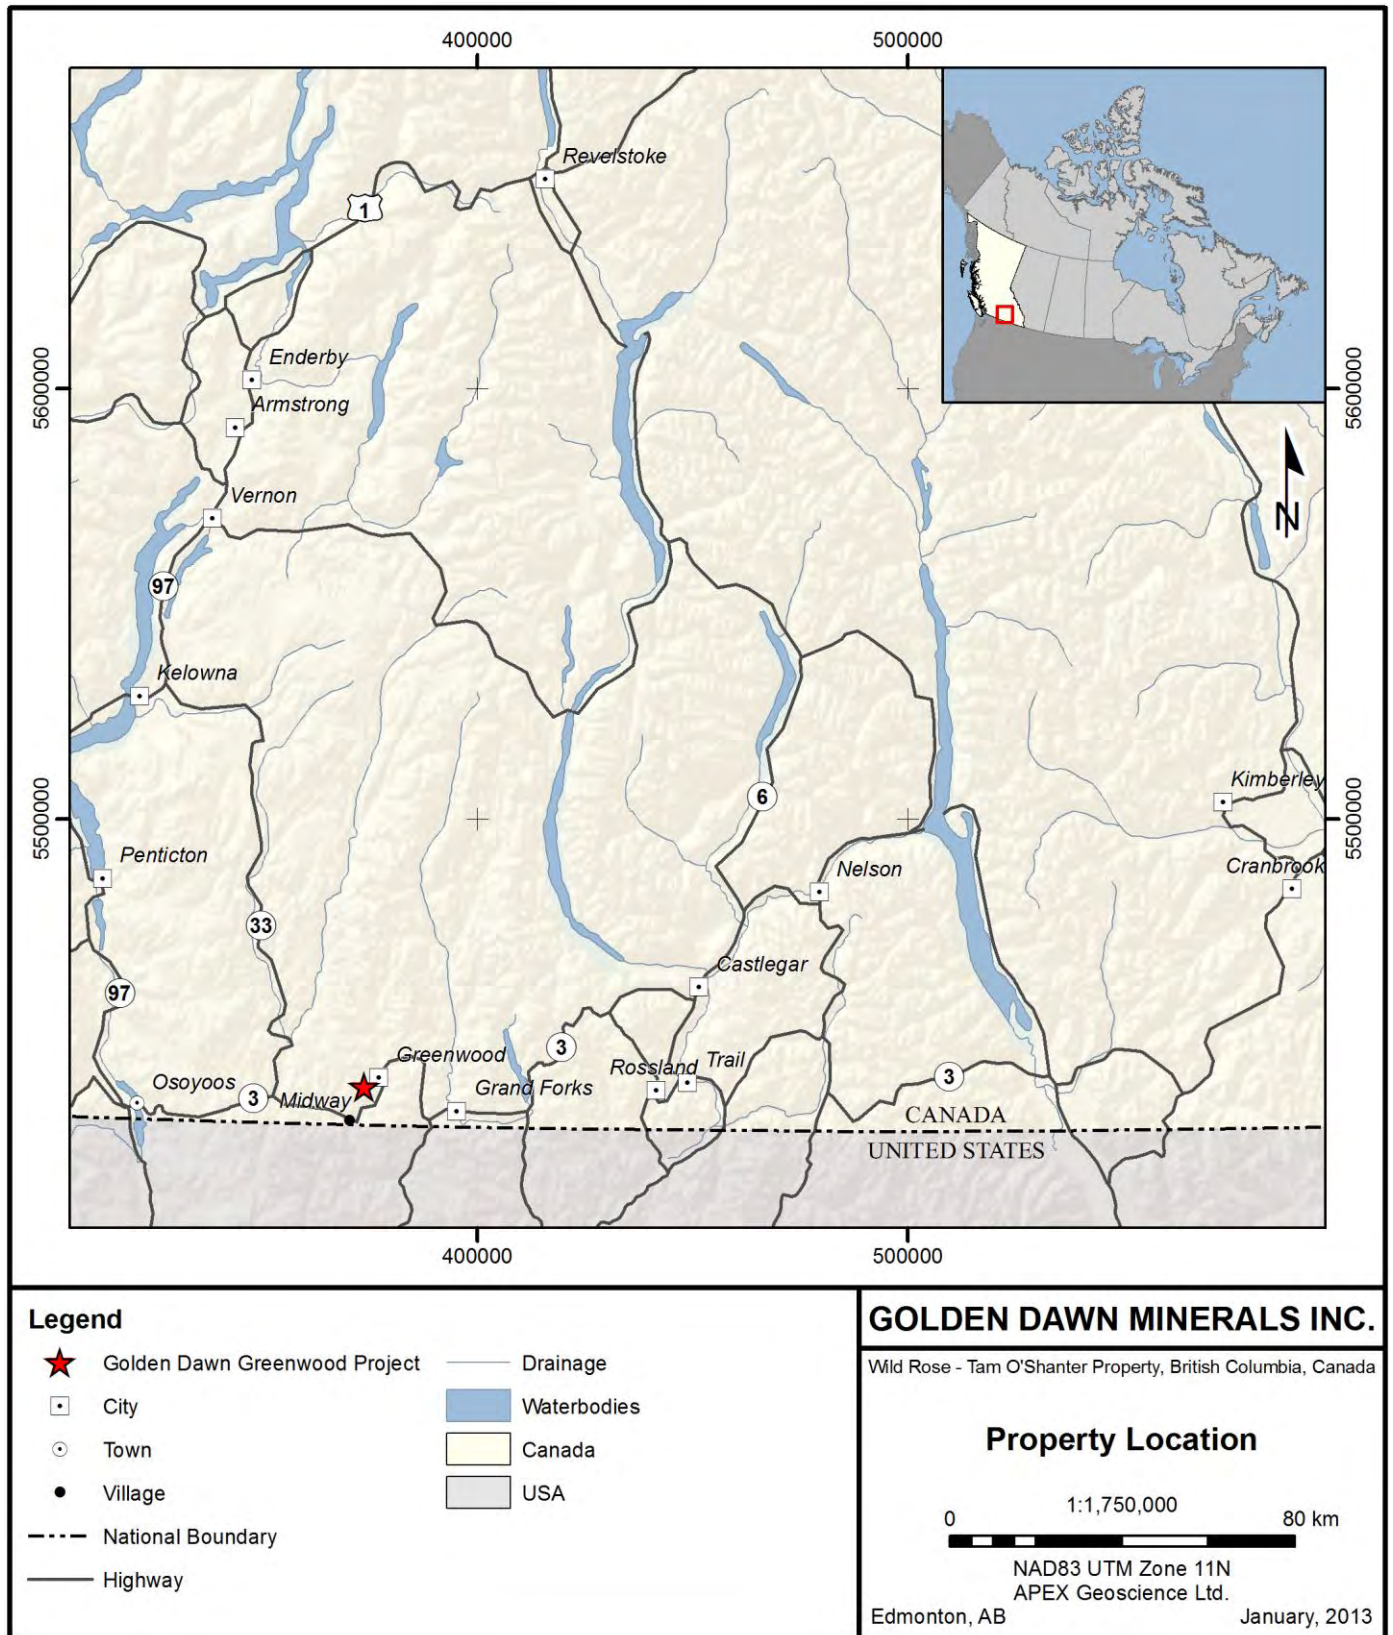 400000
500000
Revelstoke
1
Enderby
5600000
5600000
Armstrong
Vernon
N
97
Kelowna
Kimberley
6
5500000
5500000
Penticton
Nelson
Cranbrook
33
Castlegar
97
3
Greenwood
Rossland
Trail
Osoyoos
3
Midway
Grand Forks
3
CANADA
UNITED STATES
400000
500000
Legend
Golden Dawn Greenwood Project
City
Town
Village
National Boundary
Highway
Drainage
Waterbodies
Canada
USA
GOLDEN DAWN MINERALS INC.
Wild Rose - Tam O'Shanter Property, British Columbia, Canada
Property Location
1:1,750,000
0 80 km
NAD83 UTM Zone 11N
APEX Geoscience Ltd.
Edmonton, AB January, 2013